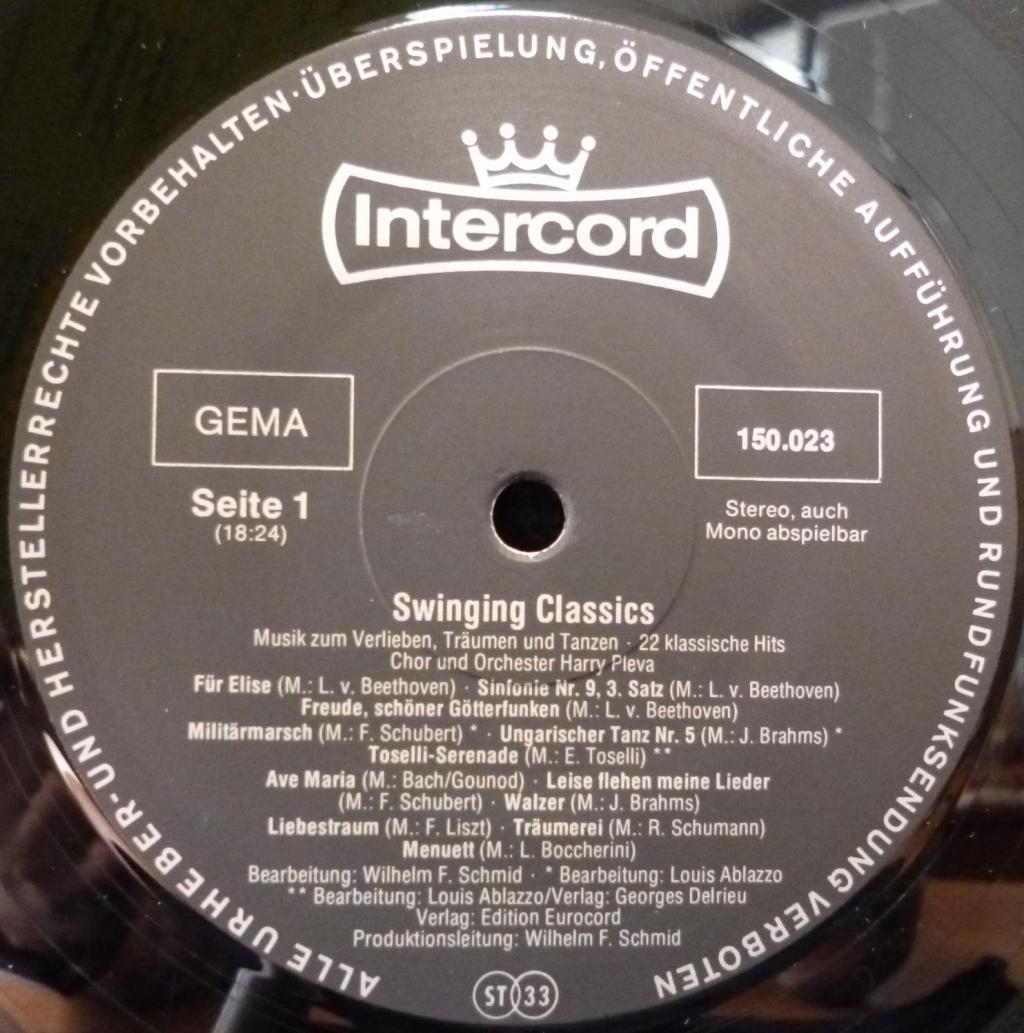 ALLE URHEBER-UND HERSTELLERRECHTE VORBEHALTEN·ÜBERSPIELUNG, ÖFFENTLICHE AUFFÜHRUNG UND RUNDFUNKSENDUNG VERBOTEN
Intercord
GEMA
150.023
Seite 1
(18:24)
Stereo, auch
Mono abspielbar
Swinging Classics
Musik zum Verlieben, Träumen und Tanzen · 22 klassische Hits
Chor und Orchester Harry Pleva
Für Elise (M.: L. v. Beethoven) · Sinfonie Nr. 9, 3. Satz (M.: L. v. Beethoven)
Freude, schöner Götterfunken (M.: L. v. Beethoven)
Militärmarsch (M.: F. Schubert) * · Ungarischer Tanz Nr. 5 (M.: J. Brahms) *
Toselli-Serenade (M.: E. Toselli) **
Ave Maria (M.: Bach/Gounod) · Leise flehen meine Lieder
(M.: F. Schubert) · Walzer (M.: J. Brahms)
Liebestraum (M.: F. Liszt) · Träumerei (M.: R. Schumann)
Menuett (M.: L. Boccherini)
Bearbeitung: Wilhelm F. Schmid · * Bearbeitung: Louis Ablazzo
** Bearbeitung: Louis Ablazzo/Verlag: Georges Delrieu
Verlag: Edition Eurocord
Produktionsleitung: Wilhelm F. Schmid
ST 33